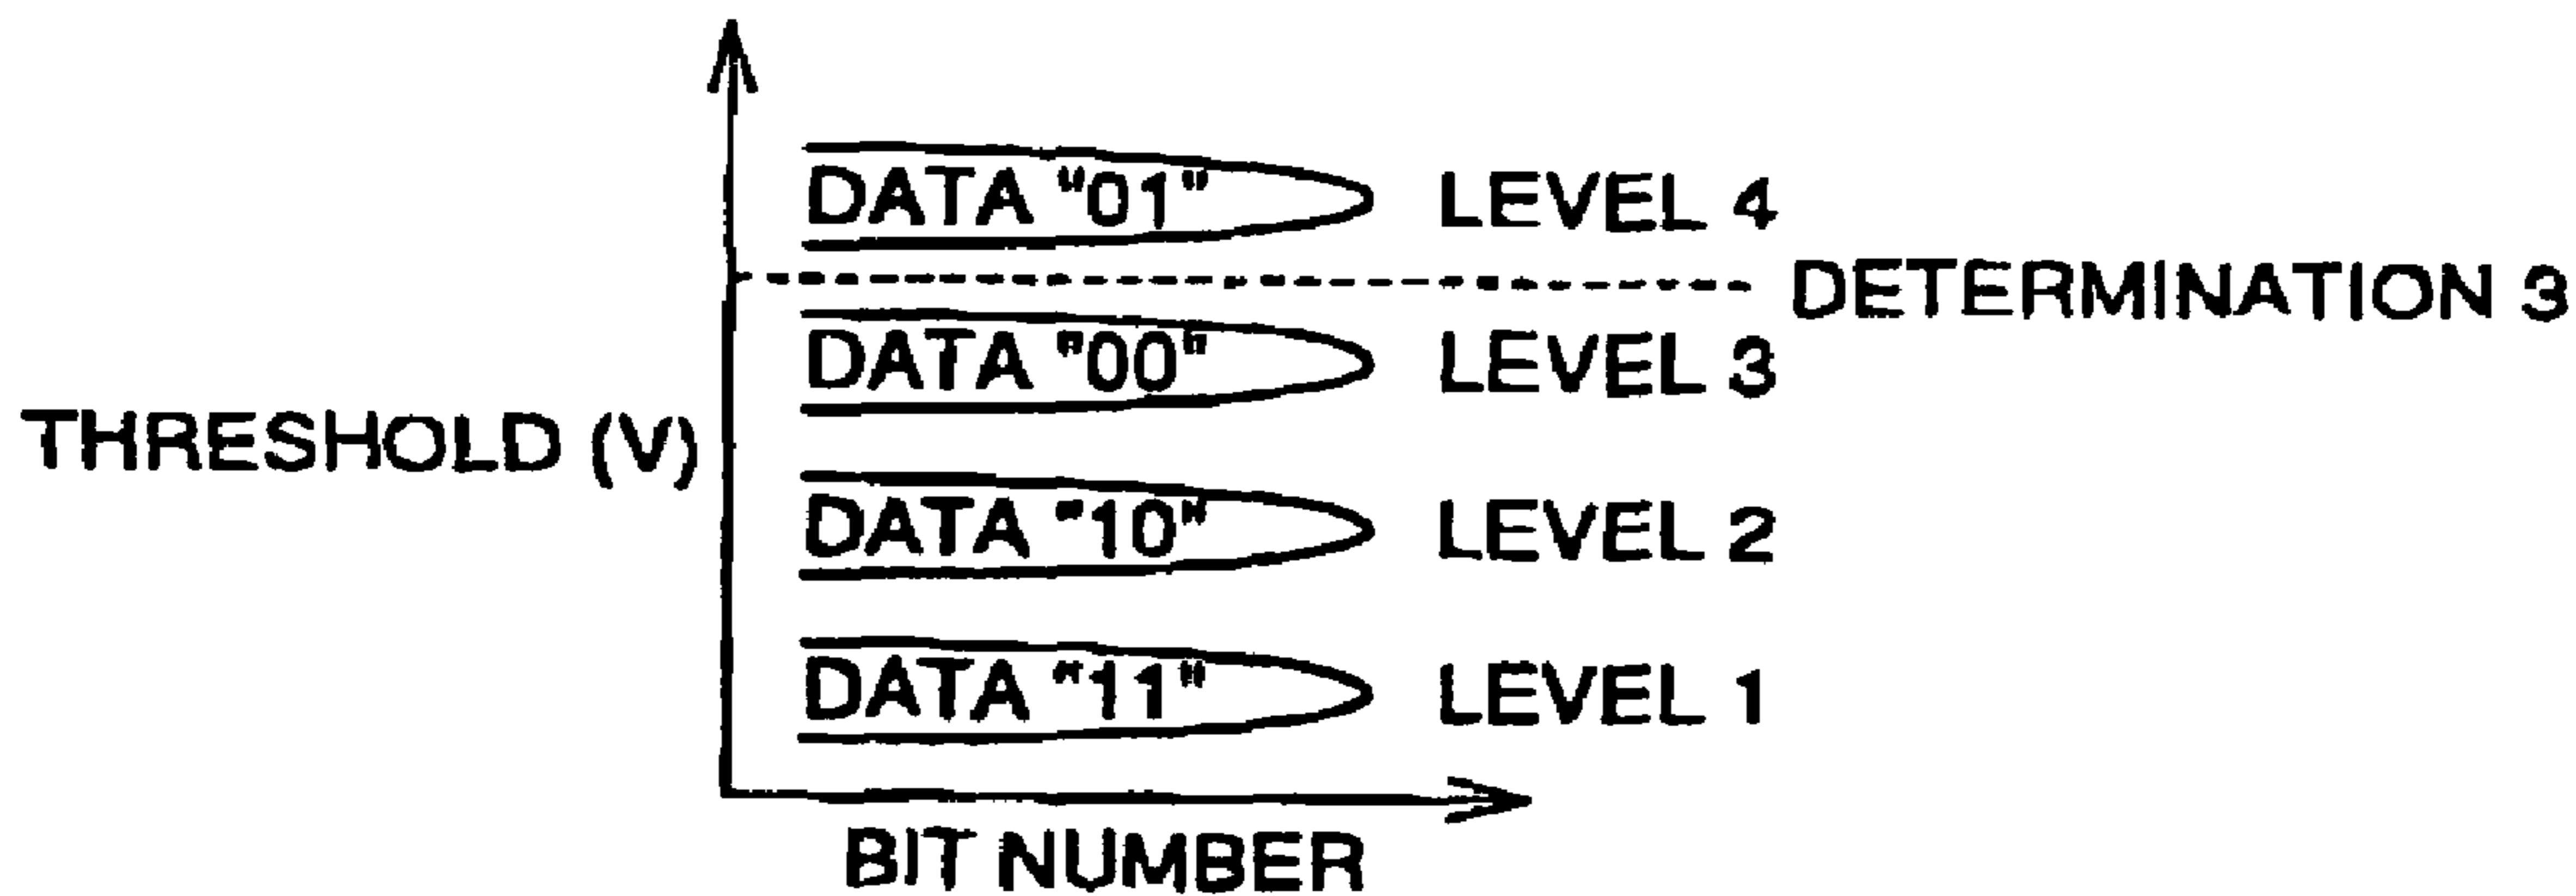 DATA "01" LEVEL 4
DETERMINATION 3
DATA "00" LEVEL 3
THRESHOLD (V)
DATA "10" LEVEL 2
DATA "11" LEVEL 1
BIT NUMBER